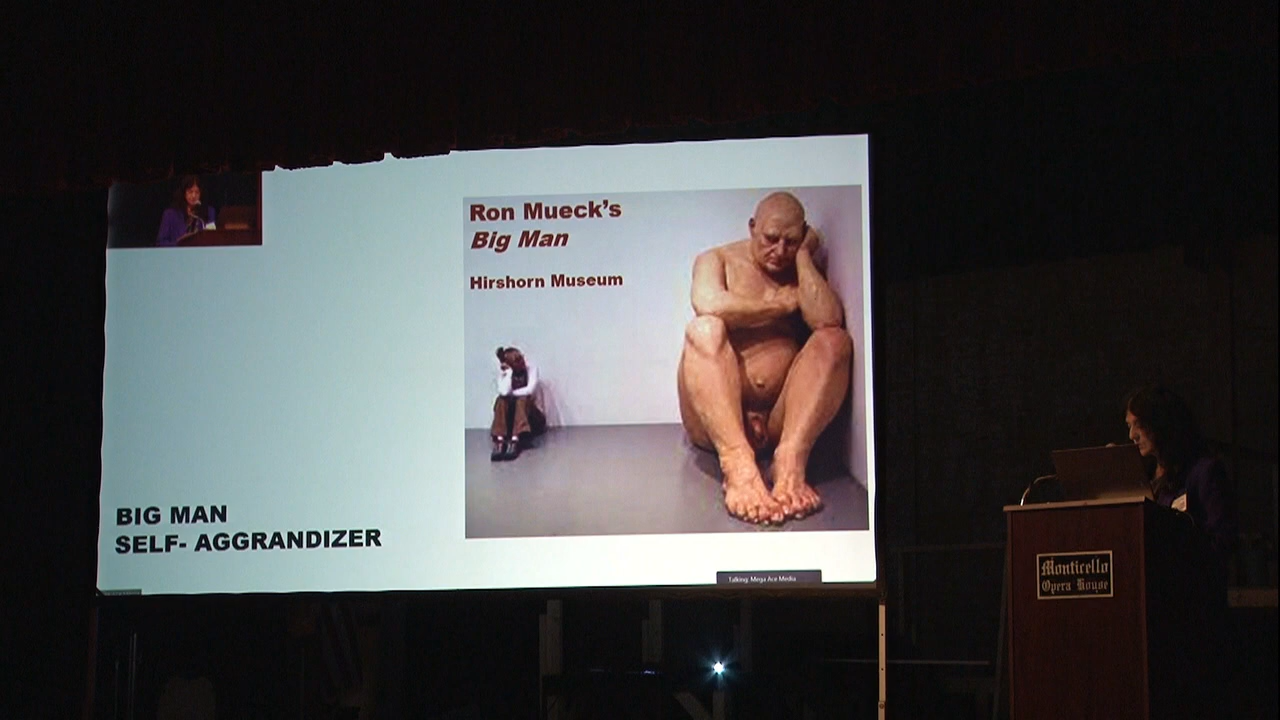 Ron Mueck's
Big Man
Hirshorn Museum
BIG MAN
SELF- AGGRANDIZER
Talking: Mega Ace Media
Monticello
Opera House